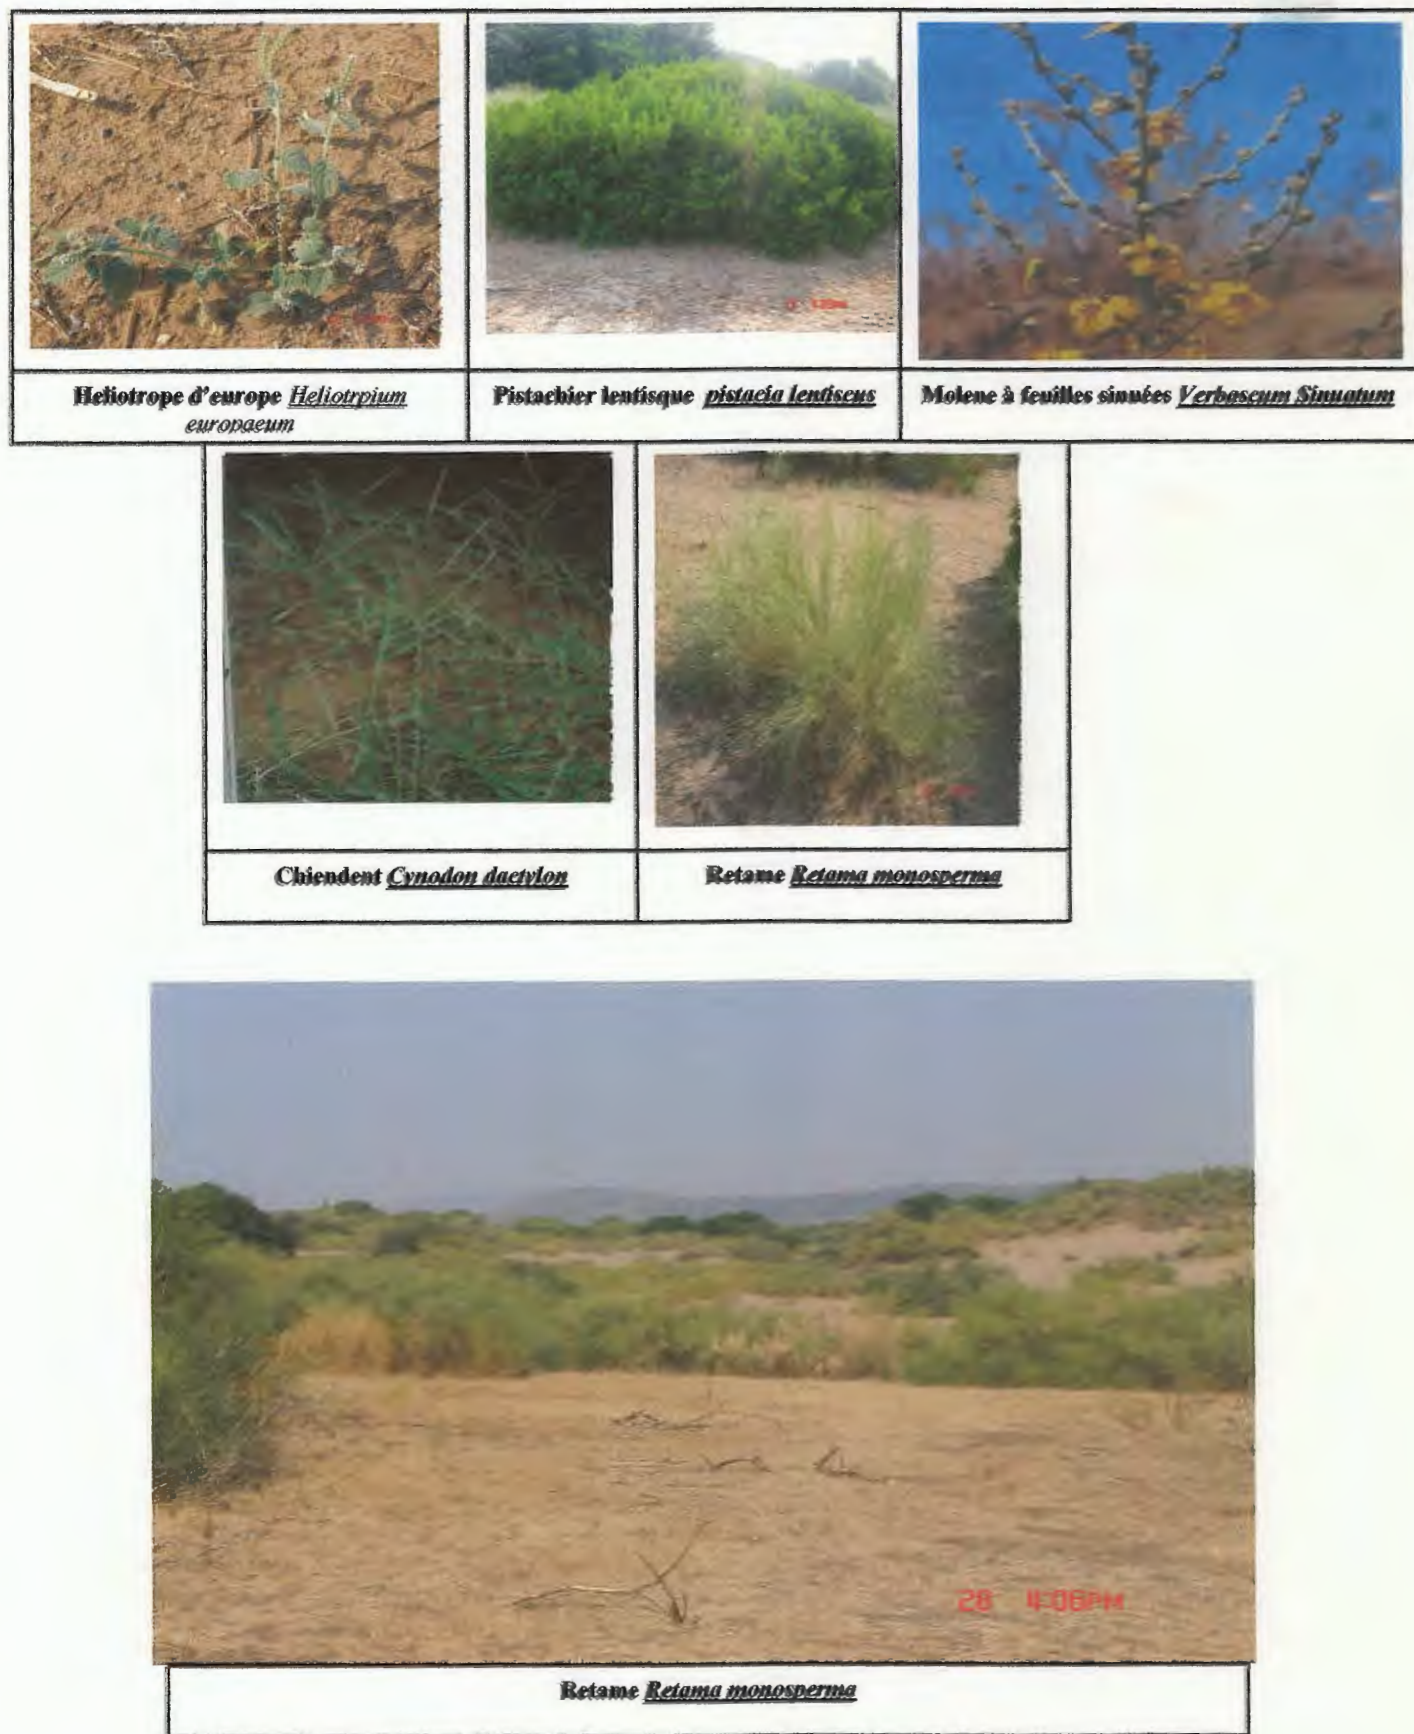 Heliotrope d'europe Heliotrpium
europaeum
Pistachier lentisque pistacia lentiscus
Molene à feuilles sinuées Verbascum Sinuatum
Chiendent Cynodon dactylon
Retame Retama monosperma
28 4:06PM
Retame Retama monosperma